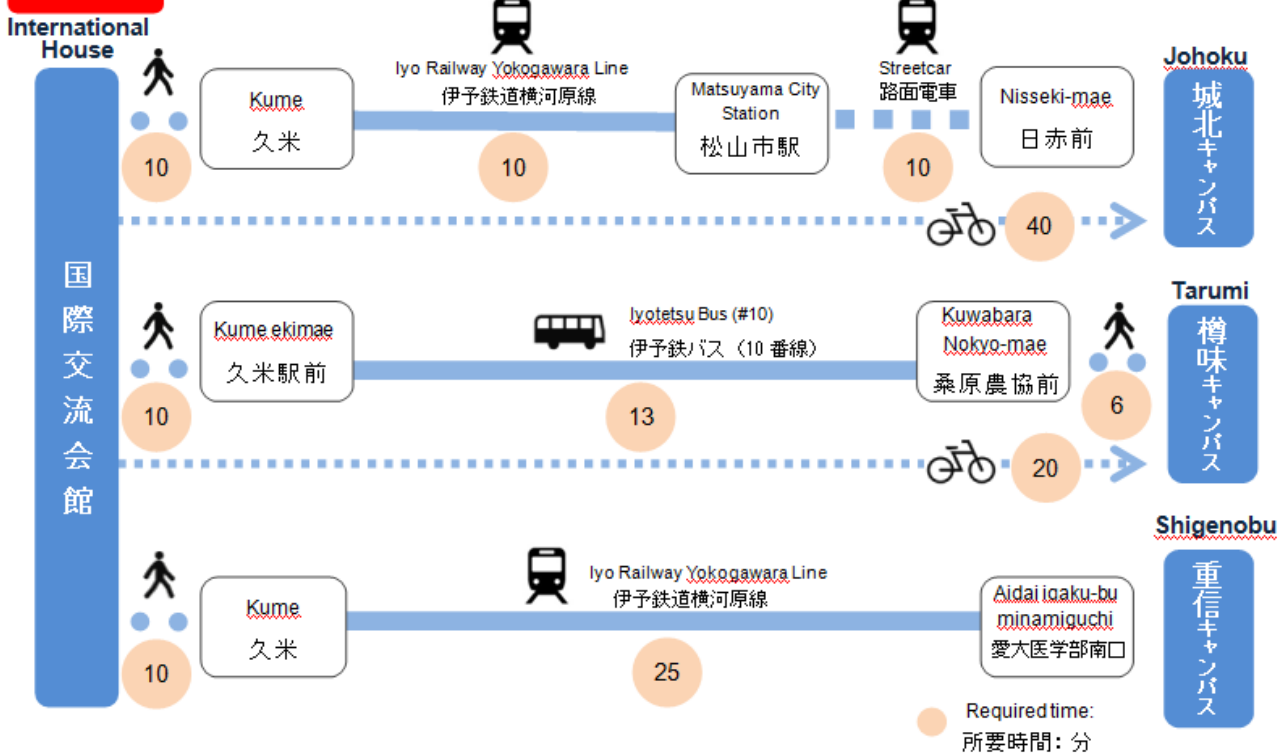 International
House
国際交流会館
10
Kume
久米
Iyo Railway Yokogawara Line
伊予鉄道横河原線
10
Matsuyama City
Station
松山市駅
Streetcar
路面電車
10
Nisseki-mae
日赤前
Johoku
城北キャンパス
40
10
Kume ekimae
久米駅前
Iyotetsu Bus (#10)
伊予鉄バス（10 番線）
13
Kuwabara
Nokyo-mae
桑原農協前
6
Tarumi
樽味キャンパス
20
10
Kume
久米
Iyo Railway Yokogawara Line
伊予鉄道横河原線
25
Aidai igaku-bu
minamiguchi
愛大医学部南口
Shigenobu
重信キャンパス
Required time:
所要時間：分